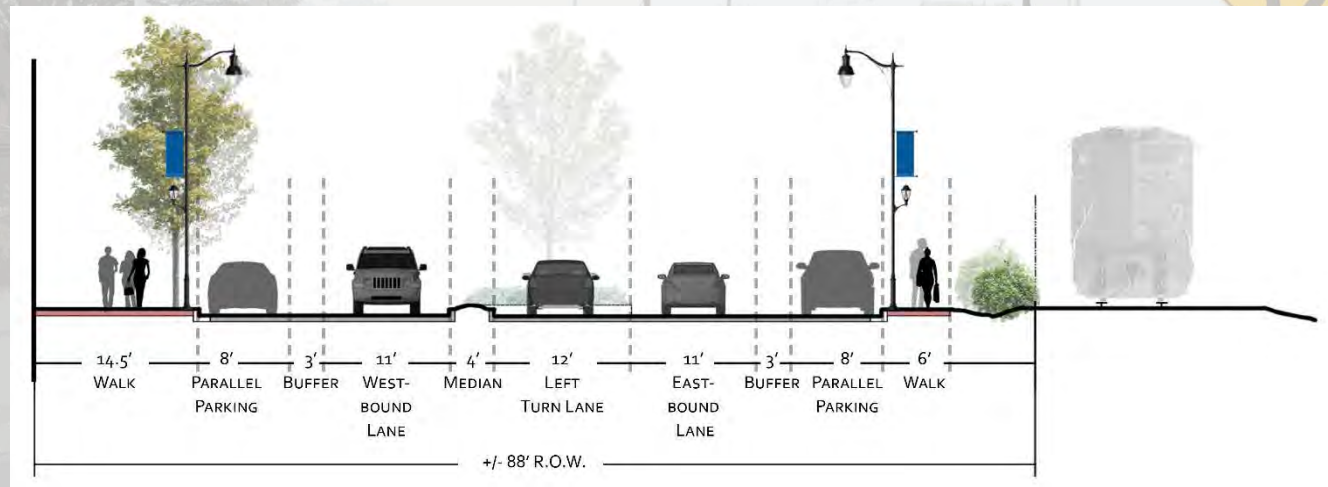 14.5' 8' 3' 11' 4' 12' 11' 3' 8' 6'
WALK PARALLEL PARKING BUFFER WEST-BOUND LANE MEDIAN LEFT TURN LANE EAST-BOUND LANE BUFFER PARALLEL PARKING WALK
+/- 88' R.O.W.